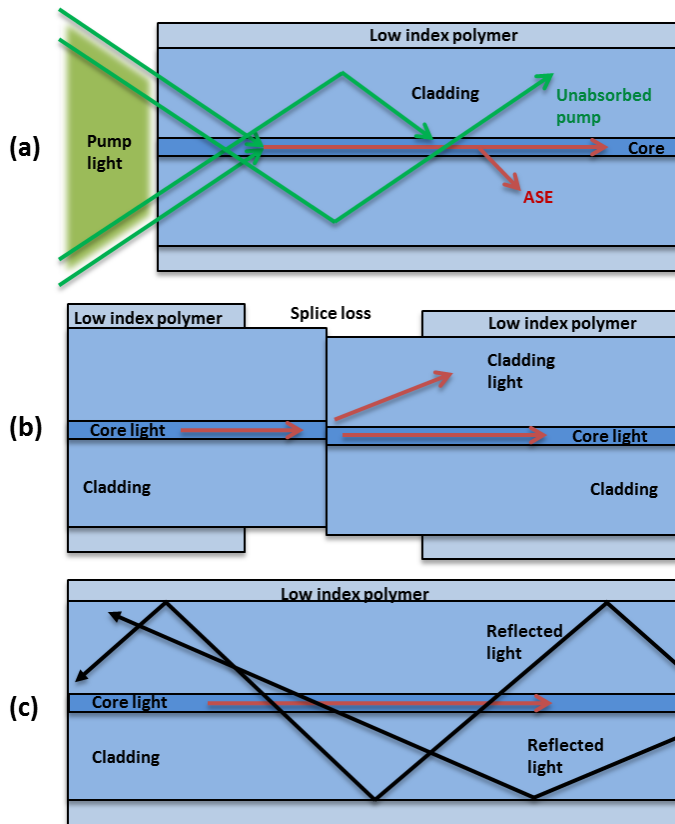 Low index polymer
Cladding
Unabsorbed
pump
Pump
light
(a)
Core
ASE
Splice loss
Low index polymer
Low index polymer
Cladding
light
(b)
Core light
Core light
Cladding
Cladding
Low index polymer
Reflected
light
(c)
Core light
Cladding
Reflected
light